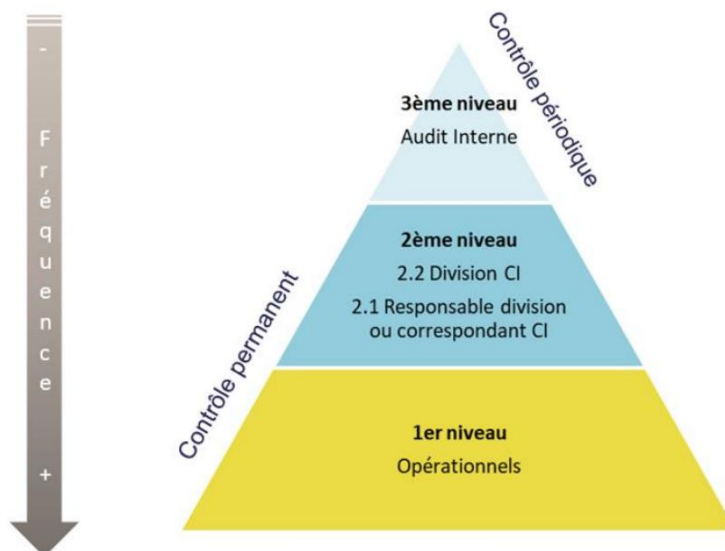 -
Fréquence
+
3ème niveau
Audit Interne
Contrôle périodique
2ème niveau
2.2 Division CI
2.1 Responsable division
ou correspondant CI
Contrôle permanent
1er niveau
Opérationnels